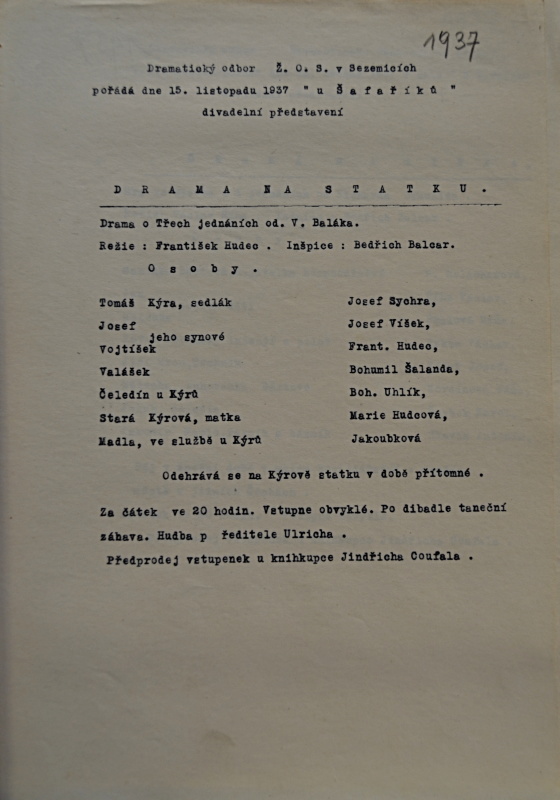 1937
Dramatický odbor Ž. O. S. v Sezemicích
pořádá dne 15. listopadu 1937 " u Š a f a ř í k ů "
divadelní představení
D R A M A NA S T A T K U .
Drama o Třech jednáních od. V. Baláka.
Režie : František Hudec . Inšpice : Bedřich Balcar.
O s o b y .
Tomáš Kýra, sedlák Josef Sychra,
Josef Josef Víšek,
jeho synové
Vojtíšek Frant. Hudec,
Valášek Bohumil Šalanda,
Čeledín u Kýrů Boh. Uhlík,
Stará Kýrová, matka Marie Hudcová,
Madla, ve službě u Kýrů Jakoubková
Odehrává se na Kýrově statku v době přítomné .
Za čátek ve 20 hodin. Vstupne obvyklé. Po dibadle taneční
zábava. Hudba p ředitele Ulricha .
Předprodej vstupenek u knihkupce Jindřicha Coufala .